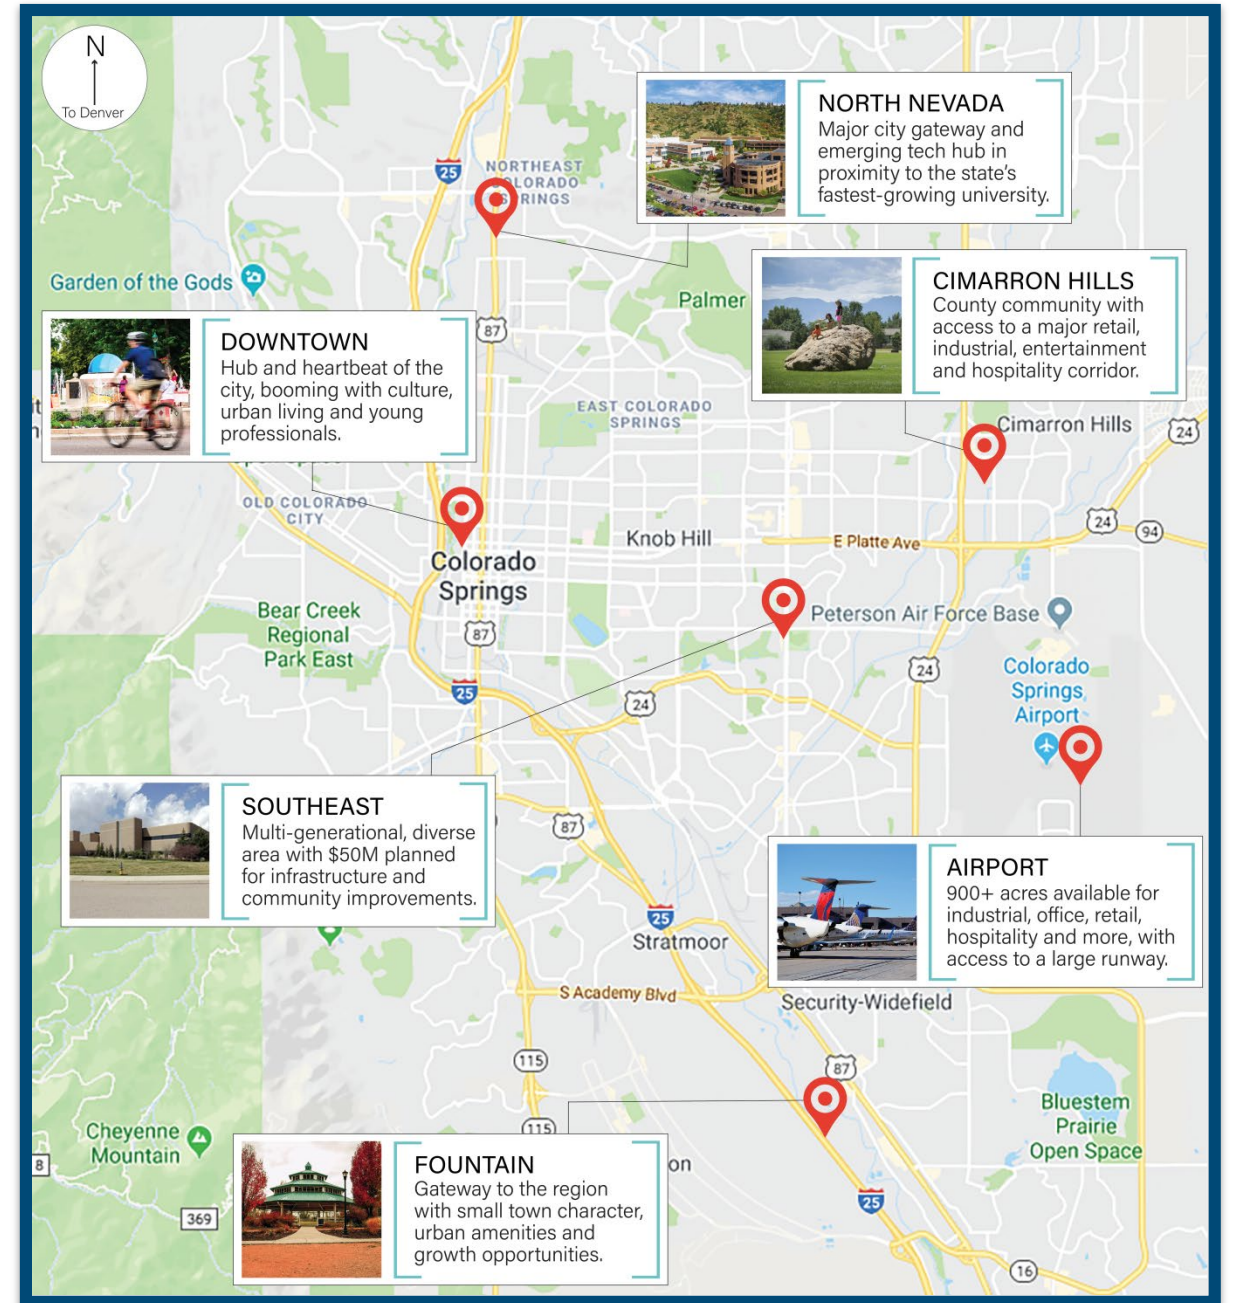 N
To Denver
25
NORTHEAST
COLORADO
SPRINGS
NORTH NEVADA
Major city gateway and
emerging tech hub in
proximity to the state's
fastest-growing university.
Garden of the Gods
Palmer
87
CIMARRON HILLS
County community with
access to a major retail,
industrial, entertainment
and hospitality corridor.
DOWNTOWN
Hub and heartbeat of the
city, booming with culture,
urban living and young
professionals.
EAST COLORADO
SPRINGS
Cimarron Hills
24
OLD COLORADO
CITY
Knob Hill
E Platte Ave
24
94
Colorado
Springs
Bear Creek
Regional
Park East
87
Peterson Air Force Base
24
Colorado
Springs
Airport
25
24
SOUTHEAST
Multi-generational, diverse
area with $50M planned
for infrastructure and
community improvements.
87
AIRPORT
900+ acres available for
industrial, office, retail,
hospitality and more, with
access to a large runway.
25
Stratmoor
S Academy Blvd
Security-Widefield
115
87
Cheyenne
Mountain
115
Bluestem
Prairie
Open Space
8
FOUNTAIN
Gateway to the region
with small town character,
urban amenities and
growth opportunities.
on
369
25
16